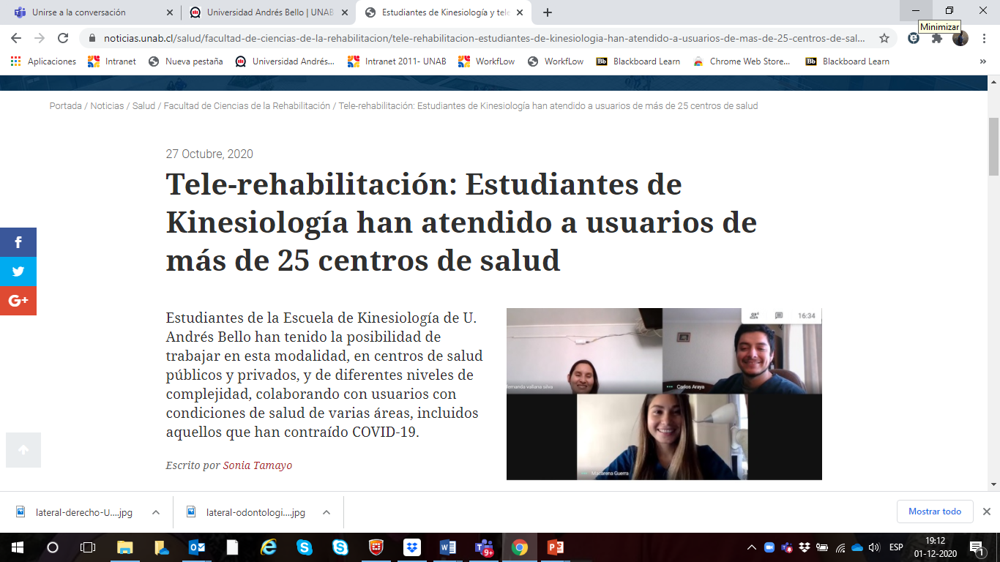 Unirse a la conversación
Universidad Andrés Bello | UNAB
Estudiantes de Kinesiología y tele
Minimizar
noticias.unab.cl/salud/facultad-de-ciencias-de-la-rehabilitacion/tele-rehabilitacion-estudiantes-de-kinesiologia-han-atendido-a-usuarios-de-mas-de-25-centros-de-sal...
Aplicaciones
Intranet
Nueva pestaña
Universidad Andrés...
Intranet 2011- UNAB
WorkfLow
WorkfLow
Bb Blackboard Learn
Chrome Web Store...
Bb Blackboard Learn
»
Portada / Noticias / Salud / Facultad de Ciencias de la Rehabilitación / Tele-rehabilitación: Estudiantes de Kinesiología han atendido a usuarios de más de 25 centros de salud
27 Octubre, 2020
Tele-rehabilitación: Estudiantes de
Kinesiología han atendido a usuarios de
más de 25 centros de salud
f
G+
Estudiantes de la Escuela de Kinesiología de U.
Andrés Bello han tenido la posibilidad de
trabajar en esta modalidad, en centros de salud
públicos y privados, y de diferentes niveles de
complejidad, colaborando con usuarios con
condiciones de salud de varias áreas, incluidos
aquellos que han contraído COVID-19.
Escrito por Sonia Tamayo
16:34
silva
Carlos Araya
Macarena Guerra
lateral-derecho-U....jpg
lateral-odontologi....jpg
Mostrar todo
9+
ESP
19:12
01-12-2020
1